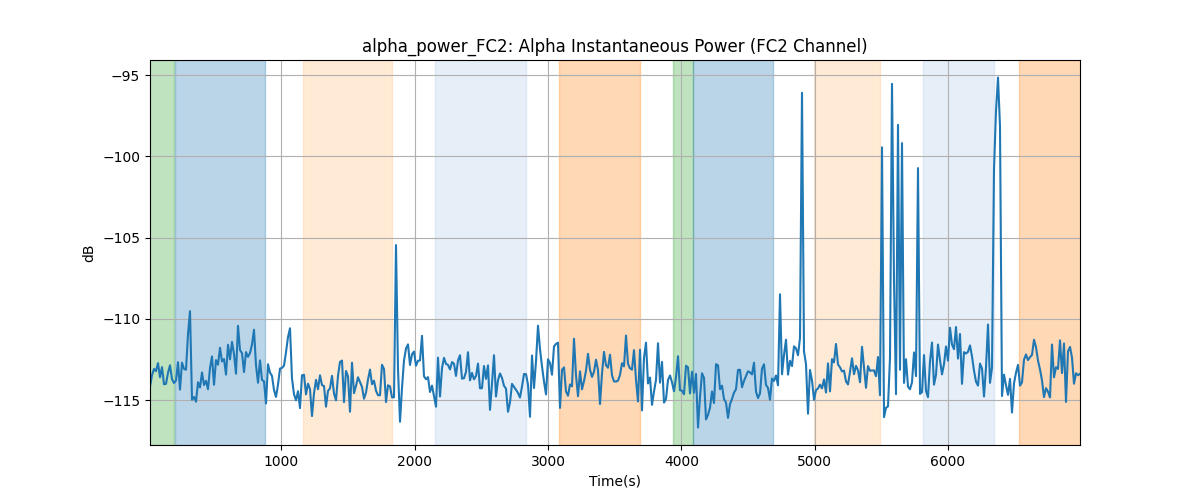 alpha_power_FC2: Alpha Instantaneous Power (FC2 Channel)
−95
−100
−105
−110
−115
dB
1000 2000 3000 4000 5000 6000
Time(s)